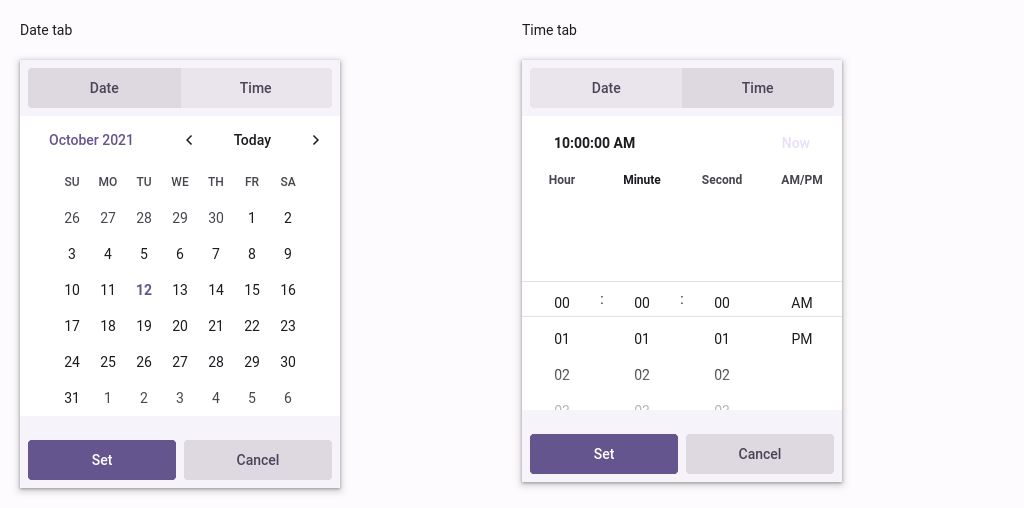 Date tab
Date Time
October 2021 Today
SU MO TU WE TH FR SA
26 27 28 29 30 1 2
3 4 5 6 7 8 9
10 11 12 13 14 15 16
17 18 19 20 21 22 23
24 25 26 27 28 29 30
31 1 2 3 4 5 6
Set Cancel
Time tab
Date Time
10:00:00 AM Now
Hour Minute Second AM/PM
00 : 00 : 00 AM
01 01 01 PM
02 02 02
03 03 03
Set Cancel